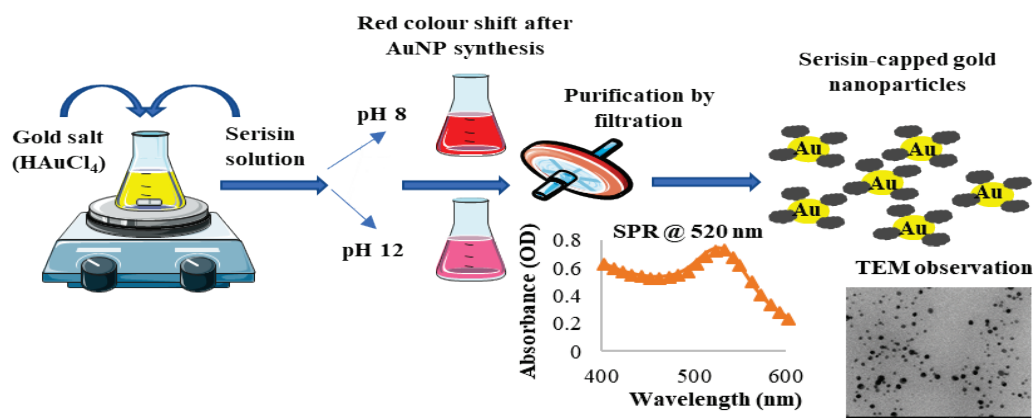 Red colour shift after
AuNP synthesis
Gold salt
(HAuCl₄)
Serisin
solution
pH 8
pH 12
Purification by
filtration
Serisin-capped gold
nanoparticles
Au
Au
Au
Au
Au
Au
SPR @ 520 nm
Absorbance (OD)
0.8
0.6
0.4
0.2
0
400
500
600
Wavelength (nm)
TEM observation